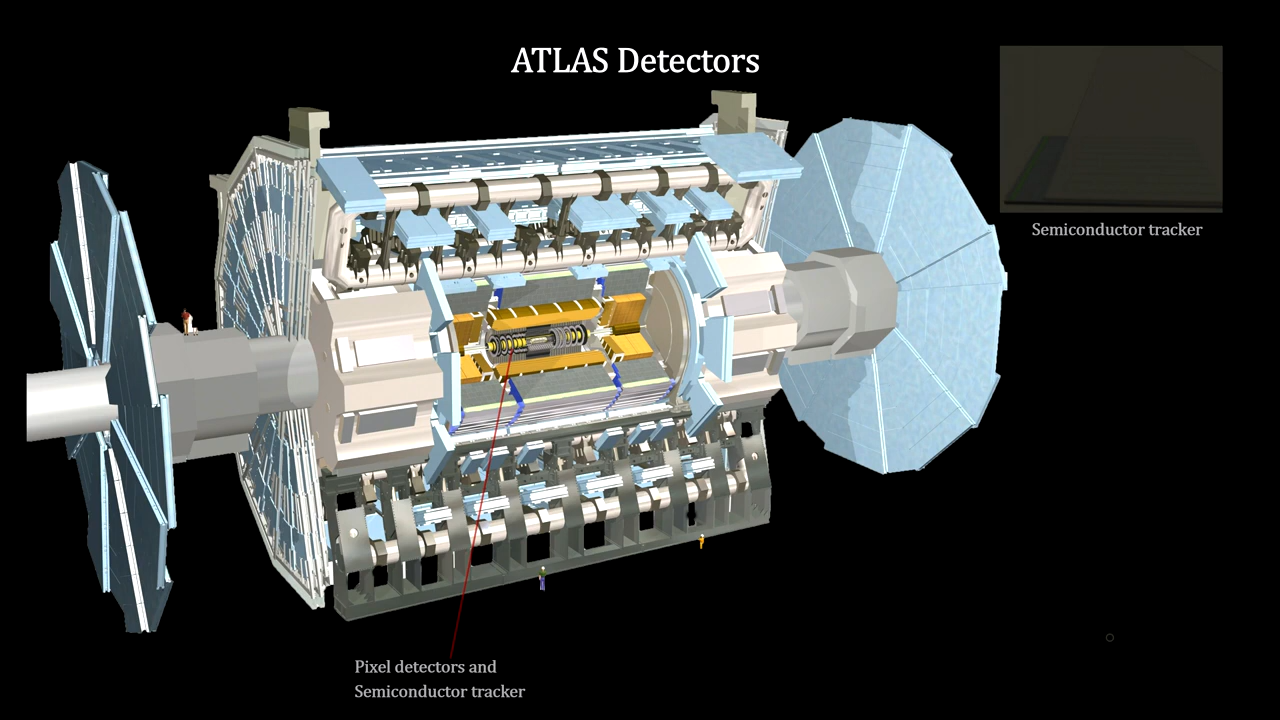 ATLAS Detectors
Semiconductor tracker
Pixel detectors and
Semiconductor tracker